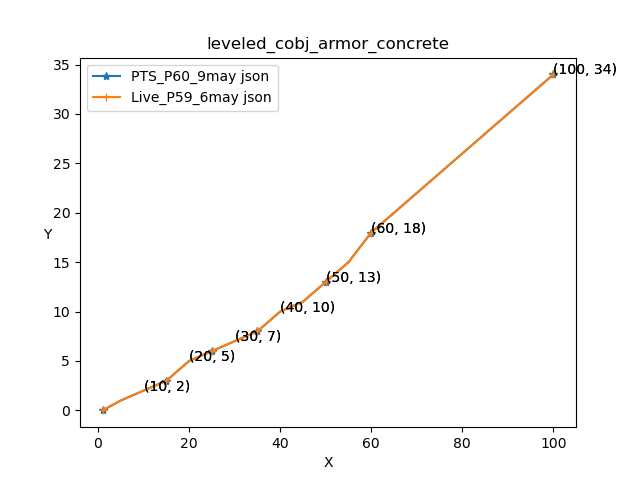 leveled_cobj_armor_concrete
PTS_P60_9may json
Live_P59_6may json
(100, 34)
(60, 18)
(50, 13)
(40, 10)
(30, 7)
(20, 5)
(10, 2)
35
30
25
20
15
10
5
0
Y
0 20 40 60 80 100
X